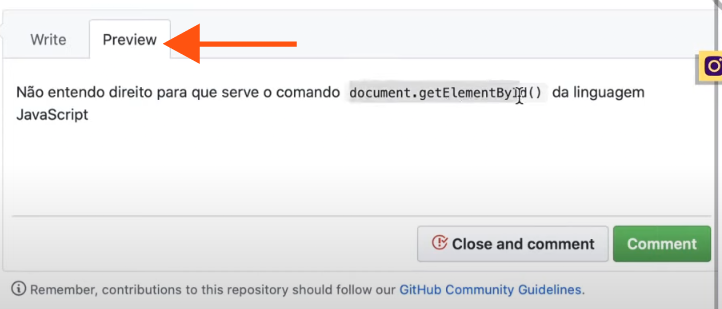 Write Preview
Não entendo direito para que serve o comando document.getElementById() da linguagem
JavaScript
Close and comment Comment
Remember, contributions to this repository should follow our GitHub Community Guidelines.